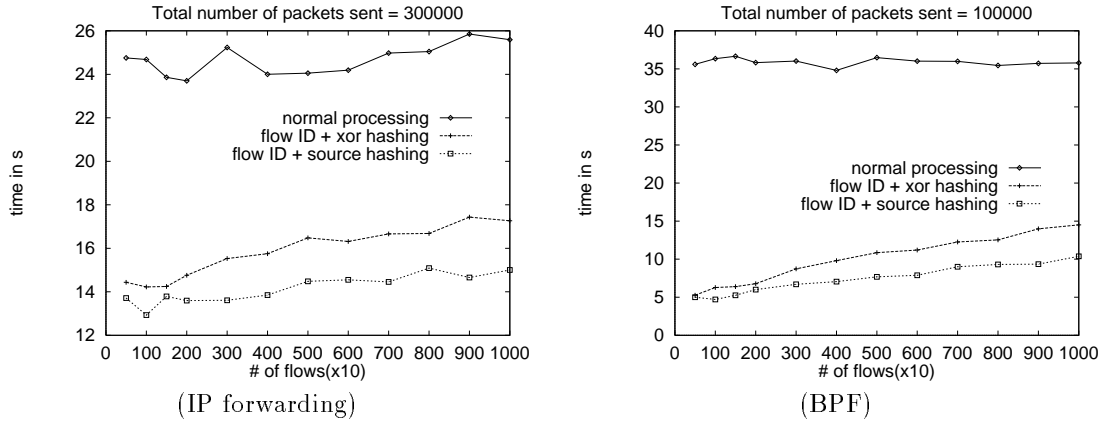 Total number of packets sent = 300000
26
24
22
20
18
16
14
12
time in s
normal processing
flow ID + xor hashing
flow ID + source hashing
0 100 200 300 400 500 600 700 800 900 1000
# of flows(x10)
(IP forwarding)
Total number of packets sent = 100000
40
35
30
25
20
15
10
5
0
time in s
normal processing
flow ID + xor hashing
flow ID + source hashing
0 100 200 300 400 500 600 700 800 900 1000
# of flows(x10)
(BPF)